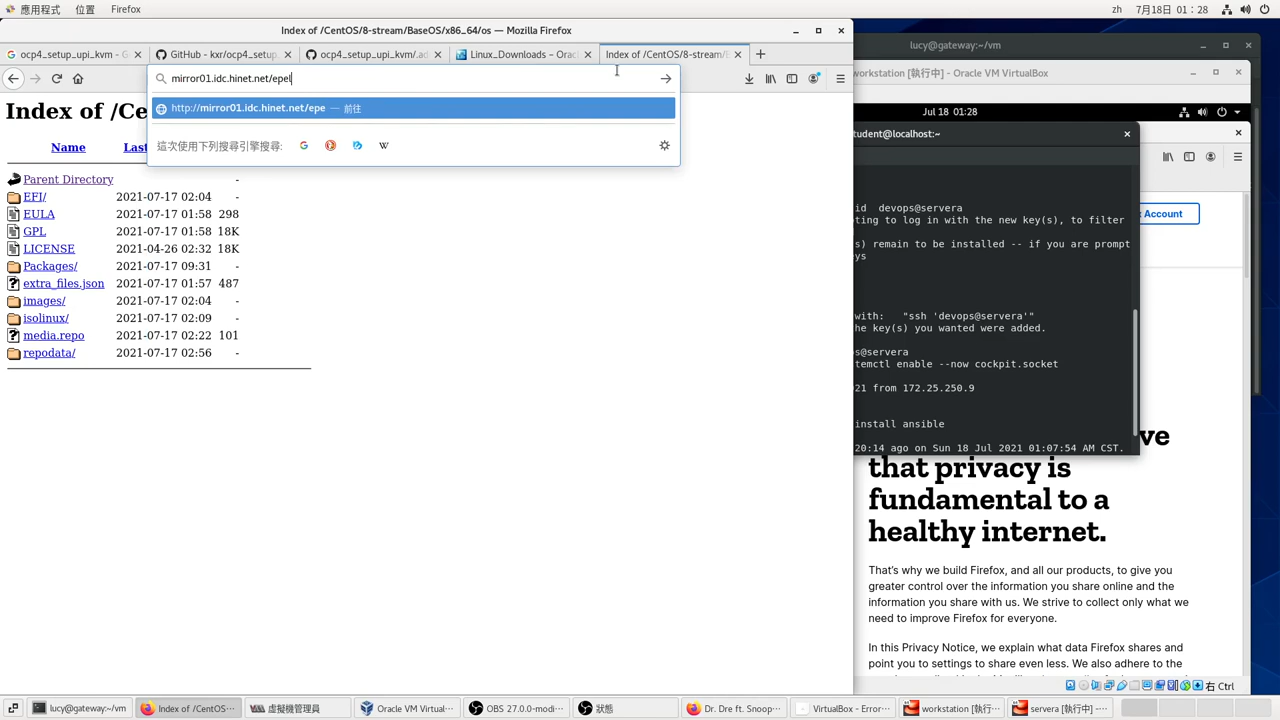 應用程式 位置 Firefox
zh 7月18日 01：28
Index of /CentOS/8-stream/BaseOS/x86_64/os — Mozilla Firefox
ocp4_setup_upi_kvm - G
GitHub - kxr/ocp4_setup
ocp4_setup_upi_kvm/.ad
Linux_Downloads – Orac
Index of /CentOS/8-stream/E
mirror01.idc.hinet.net/epel
http://mirror01.idc.hinet.net/epe — 前往
這次使用下列搜尋引擎搜尋:
Index of /Ce
Name Last
Parent Directory -
EFI/ 2021-07-17 02:04 -
EULA 2021-07-17 01:58 298
GPL 2021-07-17 01:58 18K
LICENSE 2021-04-26 02:32 18K
Packages/ 2021-07-17 09:31 -
extra_files.json 2021-07-17 01:57 487
images/ 2021-07-17 02:04 -
isolinux/ 2021-07-17 02:09 -
media.repo 2021-07-17 02:22 101
repodata/ 2021-07-17 02:56 -
lucy@gateway:~/vm
workstation [執行中] - Oracle VM VirtualBox
Jul 18 01:28
tudent@localhost:~
id devops@servera
ting to log in with the new key(s), to filter
s) remain to be installed -- if you are prompt
ys
with: "ssh 'devops@servera'"
he key(s) you wanted were added.
s@servera
temctl enable --now cockpit.socket
21 from 172.25.250.9
install ansible
20:14 ago on Sun 18 Jul 2021 01:07:54 AM CST.
Account
ve
that privacy is
fundamental to a
healthy internet.
That’s why we build Firefox, and all our products, to give you
greater control over the information you share online and the
information you share with us. We strive to collect only what we
need to improve Firefox for everyone.
In this Privacy Notice, we explain what data Firefox shares and
point you to settings to share even less. We also adhere to the
右 Ctrl
lucy@gateway:~/vm
Index of /CentOS...
虛擬機管理員
Oracle VM Virtual...
OBS 27.0.0-modi...
狀態
Dr. Dre ft. Snoop...
VirtualBox - Error...
workstation [執行...
servera [執行中] -...